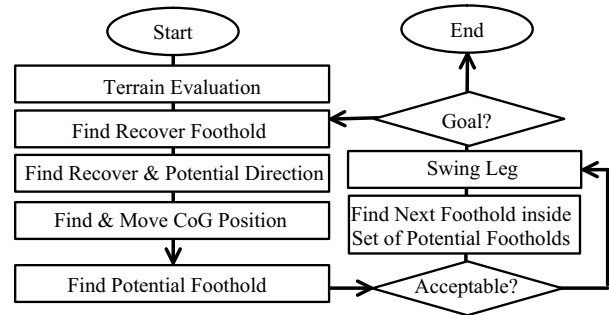 Start
Terrain Evaluation
Find Recover Foothold
Find Recover & Potential Direction
Find & Move CoG Position
Find Potential Foothold
End
Goal?
Swing Leg
Find Next Foothold inside
Set of Potential Footholds
Acceptable?